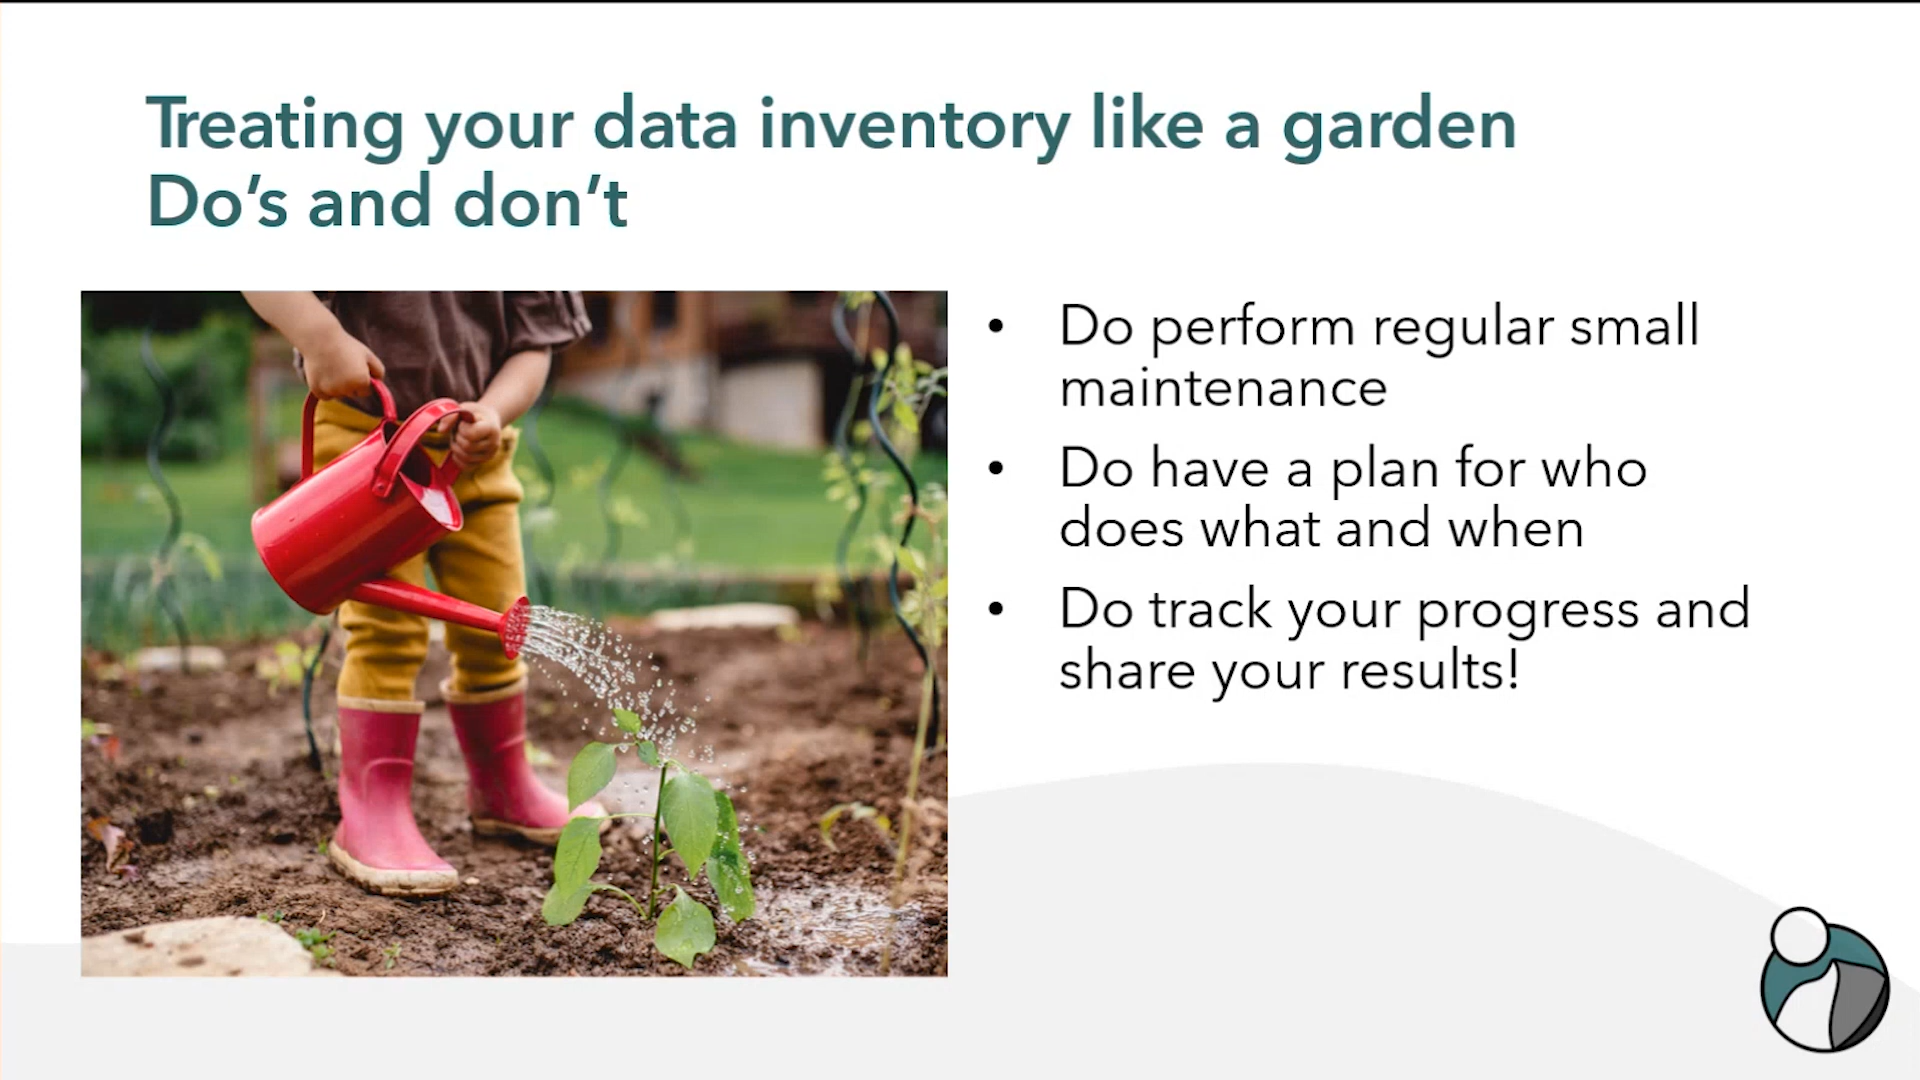 Treating your data inventory like a garden
Do’s and don’t
• Do perform regular small
maintenance
• Do have a plan for who
does what and when
• Do track your progress and
share your results!